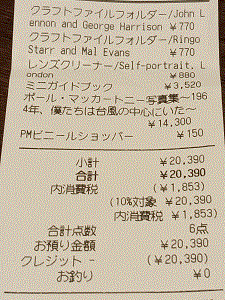 クラフトファイルフォルダー/John L
ennon and George Harrison ¥770
クラフトファイルフォルダー/Ringo
Starr and Mal Evans ¥770
レンズクリーナー/Self-portrait, L
ondon ¥880
ミニガイドブック ¥3,520
ポール・マッカートニー写真集~196
4年、僕たちは台風の中心にいた~
¥14,300
PMビニールショッパー ¥150
小計 ¥20,390
合計 ¥20,390
内消費税 (¥1,853)
(10%対象 ¥20,390
内消費税 ¥1,853)
合計点数 6点
お預り金額 ¥20,390
クレジット - (¥20,390)
お釣り ¥0